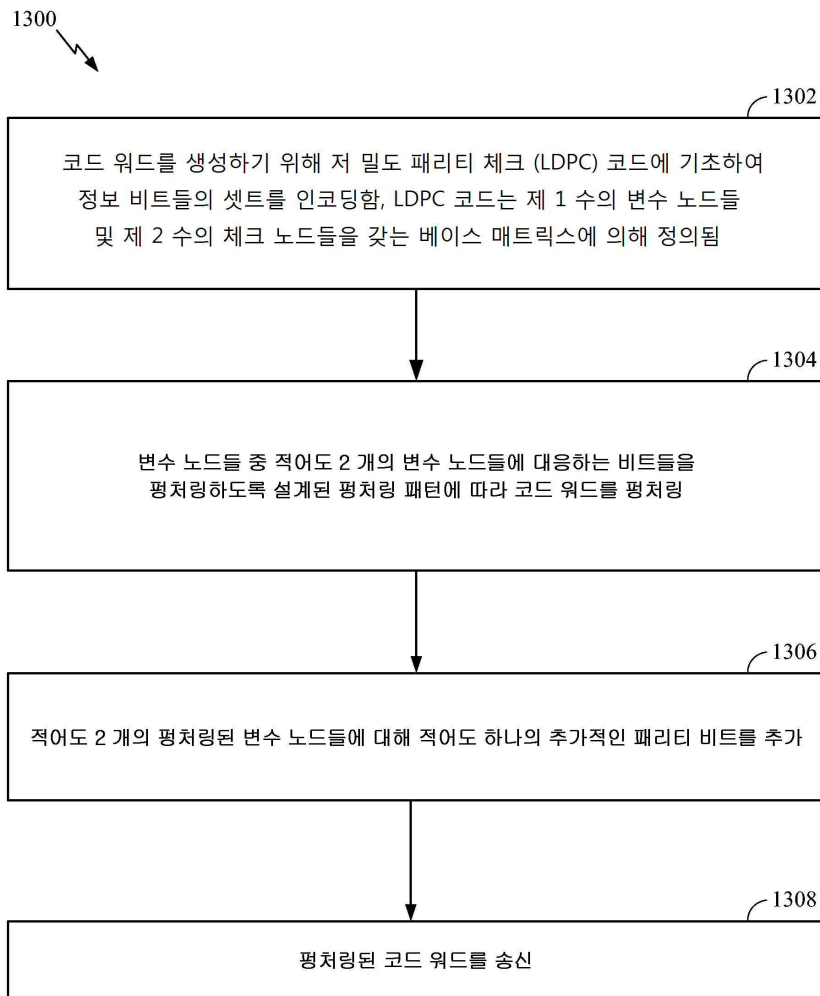 1300
1302
코드 워드를 생성하기 위해 저 밀도 패리티 체크 (LDPC) 코드에 기초하여
정보 비트들의 셋트를 인코딩함, LDPC 코드는 제 1 수의 변수 노드들
및 제 2 수의 체크 노드들을 갖는 베이스 매트릭스에 의해 정의됨
1304
변수 노드들 중 적어도 2 개의 변수 노드들에 대응하는 비트들을
펑처링하도록 설계된 펑처링 패턴에 따라 코드 워드를 펑처링
1306
적어도 2 개의 펑처링된 변수 노드들에 대해 적어도 하나의 추가적인 패리티 비트를 추가
1308
펑처링된 코드 워드를 송신